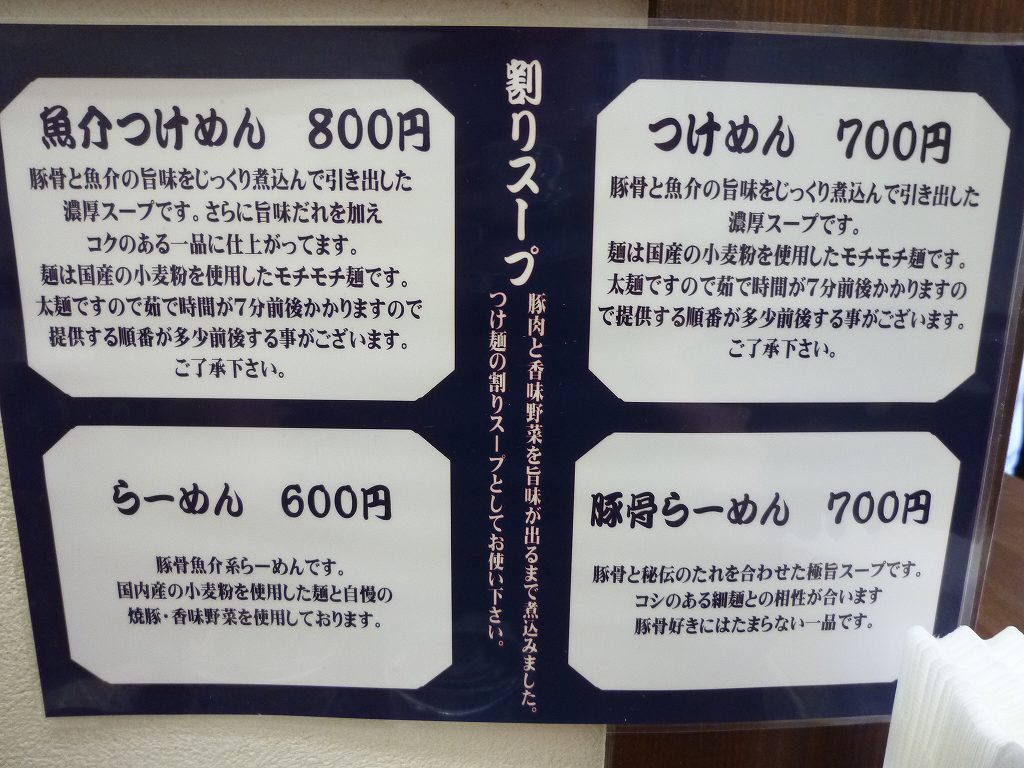 魚介つけめん 800円
豚骨と魚介の旨味をじっくり煮込んで引き出した
濃厚スープです。さらに旨味だれを加え
コクのある一品に仕上がってます。
麺は国産の小麦粉を使用したモチモチ麺です。
太麺ですので茹で時間が7分前後かかりますので
提供する順番が多少前後する事がございます。
ご了承下さい。
割りスープ
豚肉と香味野菜を旨味が出るまで煮込みました。
つけ麺の割りスープとしてお使い下さい。
つけめん 700円
豚骨と魚介の旨味をじっくり煮込んで引き出した
濃厚スープです。
麺は国産の小麦粉を使用したモチモチ麺です。
太麺ですので茹で時間が7分前後かかりますの
で提供する順番が多少前後する事がございます。
ご了承下さい。
らーめん 600円
豚骨魚介系らーめんです。
国内産の小麦粉を使用した麺と自慢の
焼豚・香味野菜を使用しております。
豚骨らーめん 700円
豚骨と秘伝のたれを合わせた極旨スープです。
コシのある細麺との相性が合います
豚骨好きにはたまらない一品です。